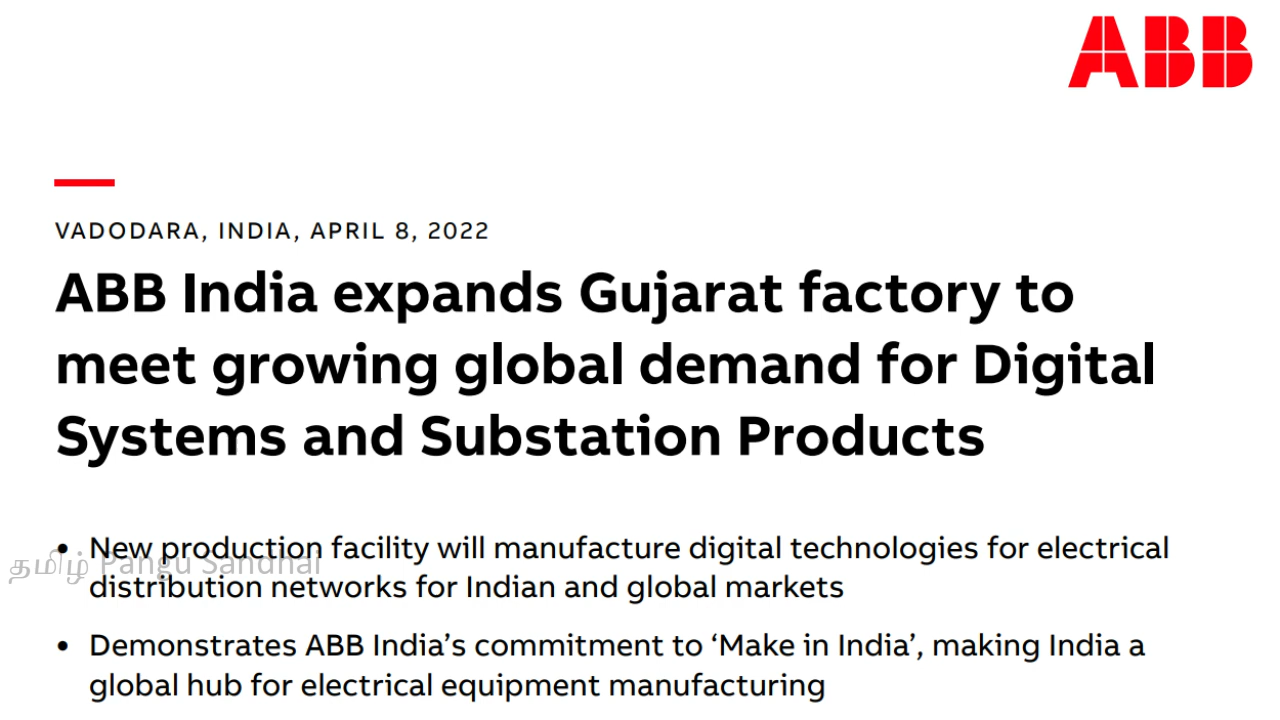 ABB
VADODARA, INDIA, APRIL 8, 2022
ABB India expands Gujarat factory to
meet growing global demand for Digital
Systems and Substation Products
• New production facility will manufacture digital technologies for electrical
distribution networks for Indian and global markets
தமிழ் Pangu Sandhai
• Demonstrates ABB India’s commitment to ‘Make in India’, making India a
global hub for electrical equipment manufacturing